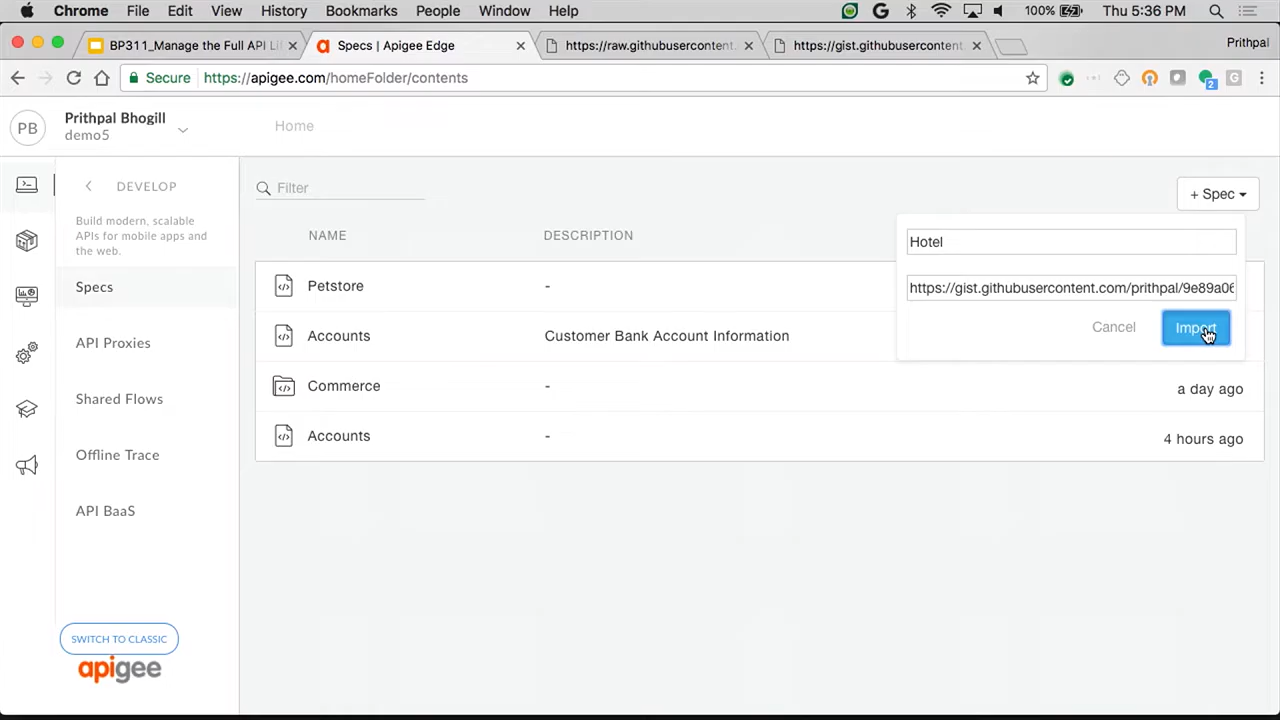 Chrome File Edit View History Bookmarks People Window Help 100% Thu 5:36 PM
BP311_Manage the Full API Li Specs | Apigee Edge https://raw.githubusercontent. https://gist.githubusercontent. Prithpal
Secure https://apigee.com/homeFolder/contents 2 G
PB Prithpal Bhogill
demo5
Home
DEVELOP
Build modern, scalable
APIs for mobile apps and
the web.
Specs
API Proxies
Shared Flows
Offline Trace
API BaaS
SWITCH TO CLASSIC
apigee
Filter
+ Spec
NAME DESCRIPTION
Hotel
https://gist.githubusercontent.com/prithpal/9e89a06
Cancel Import
Petstore -
Accounts Customer Bank Account Information
Commerce - a day ago
Accounts - 4 hours ago